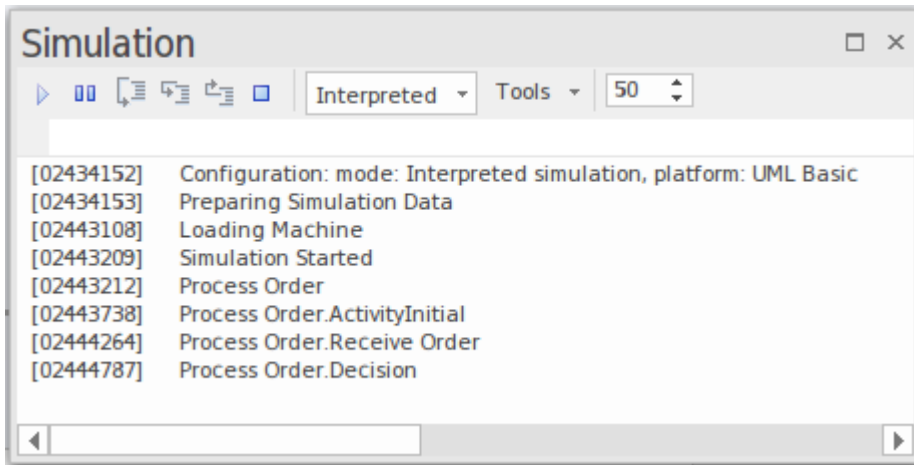 Simulation
Interpreted Tools 50
[02434152] Configuration: mode: Interpreted simulation, platform: UML Basic
[02434153] Preparing Simulation Data
[02443108] Loading Machine
[02443209] Simulation Started
[02443212] Process Order
[02443738] Process Order.ActivityInitial
[02444264] Process Order.Receive Order
[02444787] Process Order.Decision